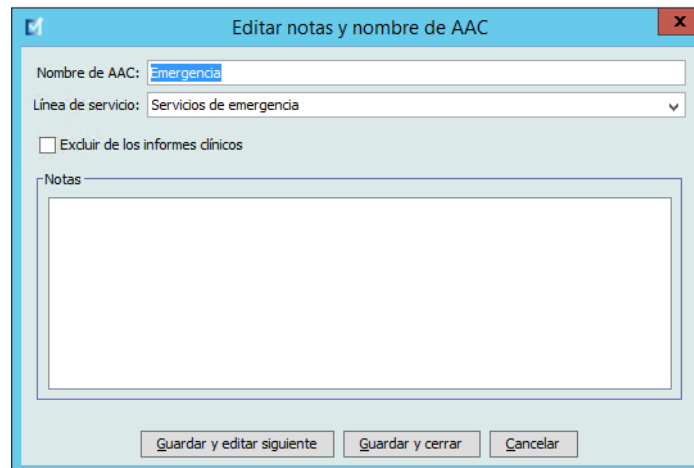 Editar notas y nombre de AAC
x
Nombre de AAC: Emergencia
Línea de servicio: Servicios de emergencia
Excluir de los informes clínicos
Notas
Guardar y editar siguiente Guardar y cerrar Cancelar